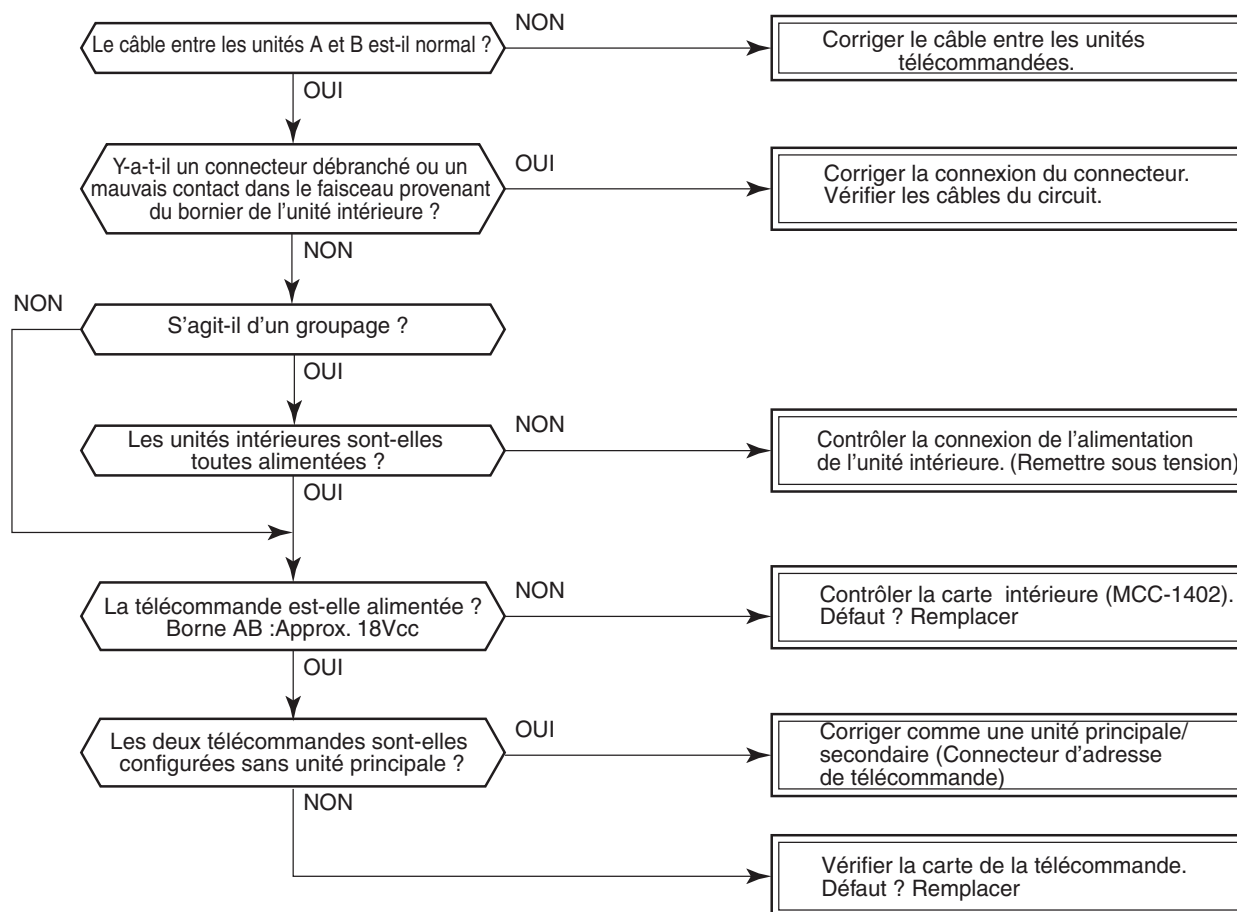 Le câble entre les unités A et B est-il normal ?
NON
Corriger le câble entre les unités
télécommandées.
OUI
Y-a-t-il un connecteur débranché ou un
mauvais contact dans le faisceau provenant
du bornier de l'unité intérieure ?
OUI
Corriger la connexion du connecteur.
Vérifier les câbles du circuit.
NON
NON
S'agit-il d'un groupage ?
OUI
Les unités intérieures sont-elles
toutes alimentées ?
NON
Contrôler la connexion de l'alimentation
de l'unité intérieure. (Remettre sous tension)
OUI
La télécommande est-elle alimentée ?
Borne AB :Approx. 18Vcc
NON
Contrôler la carte intérieure (MCC-1402).
Défaut ? Remplacer
OUI
Les deux télécommandes sont-elles
configurées sans unité principale ?
OUI
Corriger comme une unité principale/
secondaire (Connecteur d'adresse
de télécommande)
NON
Vérifier la carte de la télécommande.
Défaut ? Remplacer